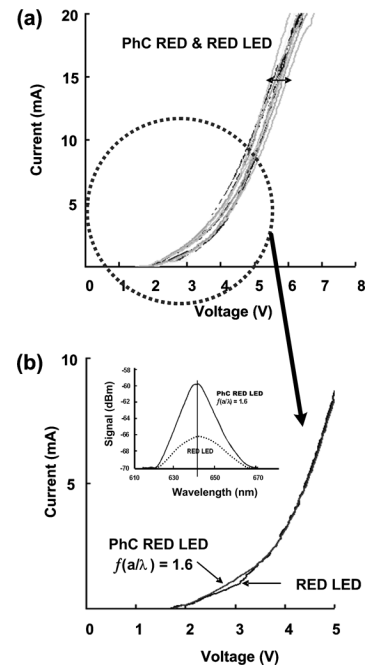 (a)
20
PhC RED & RED LED
15
10
5
Current (mA)
0 1 2 3 4 5 6 7 8
Voltage (V)
(b)
10
5
0 1 2 3 4 5
Current (mA)
Voltage (V)
-58
-60
-62
-64
-66
-68
-70
Signal (dBm)
PhC RED LED
f(a/λ) = 1.6
RED LED
610 630 650 670
Wavelength (nm)
PhC RED LED
f(a/λ) = 1.6
RED LED